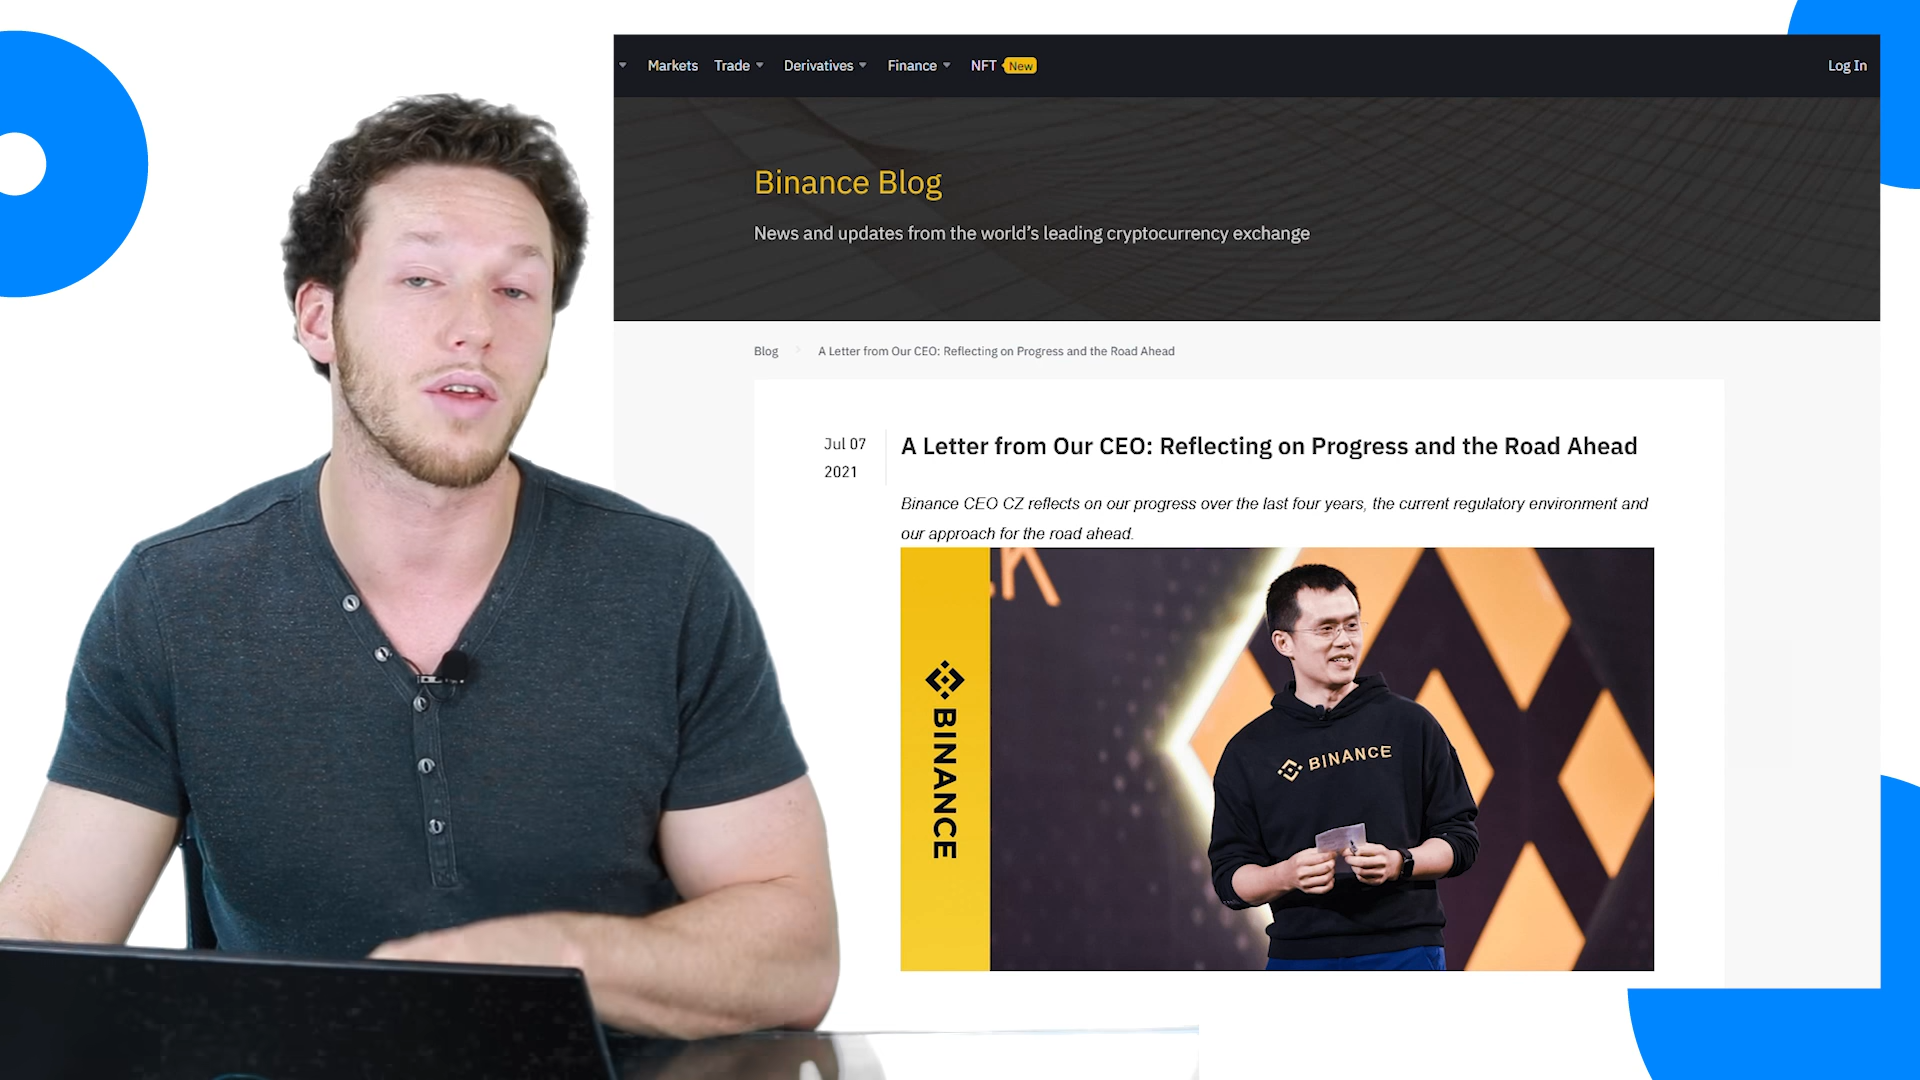 Markets Trade Derivatives Finance NFT New Log In
Binance Blog
News and updates from the world's leading cryptocurrency exchange
Blog A Letter from Our CEO: Reflecting on Progress and the Road Ahead
Jul 07
2021
A Letter from Our CEO: Reflecting on Progress and the Road Ahead
Binance CEO CZ reflects on our progress over the last four years, the current regulatory environment and
our approach for the road ahead.
BINANCE
BINANCE